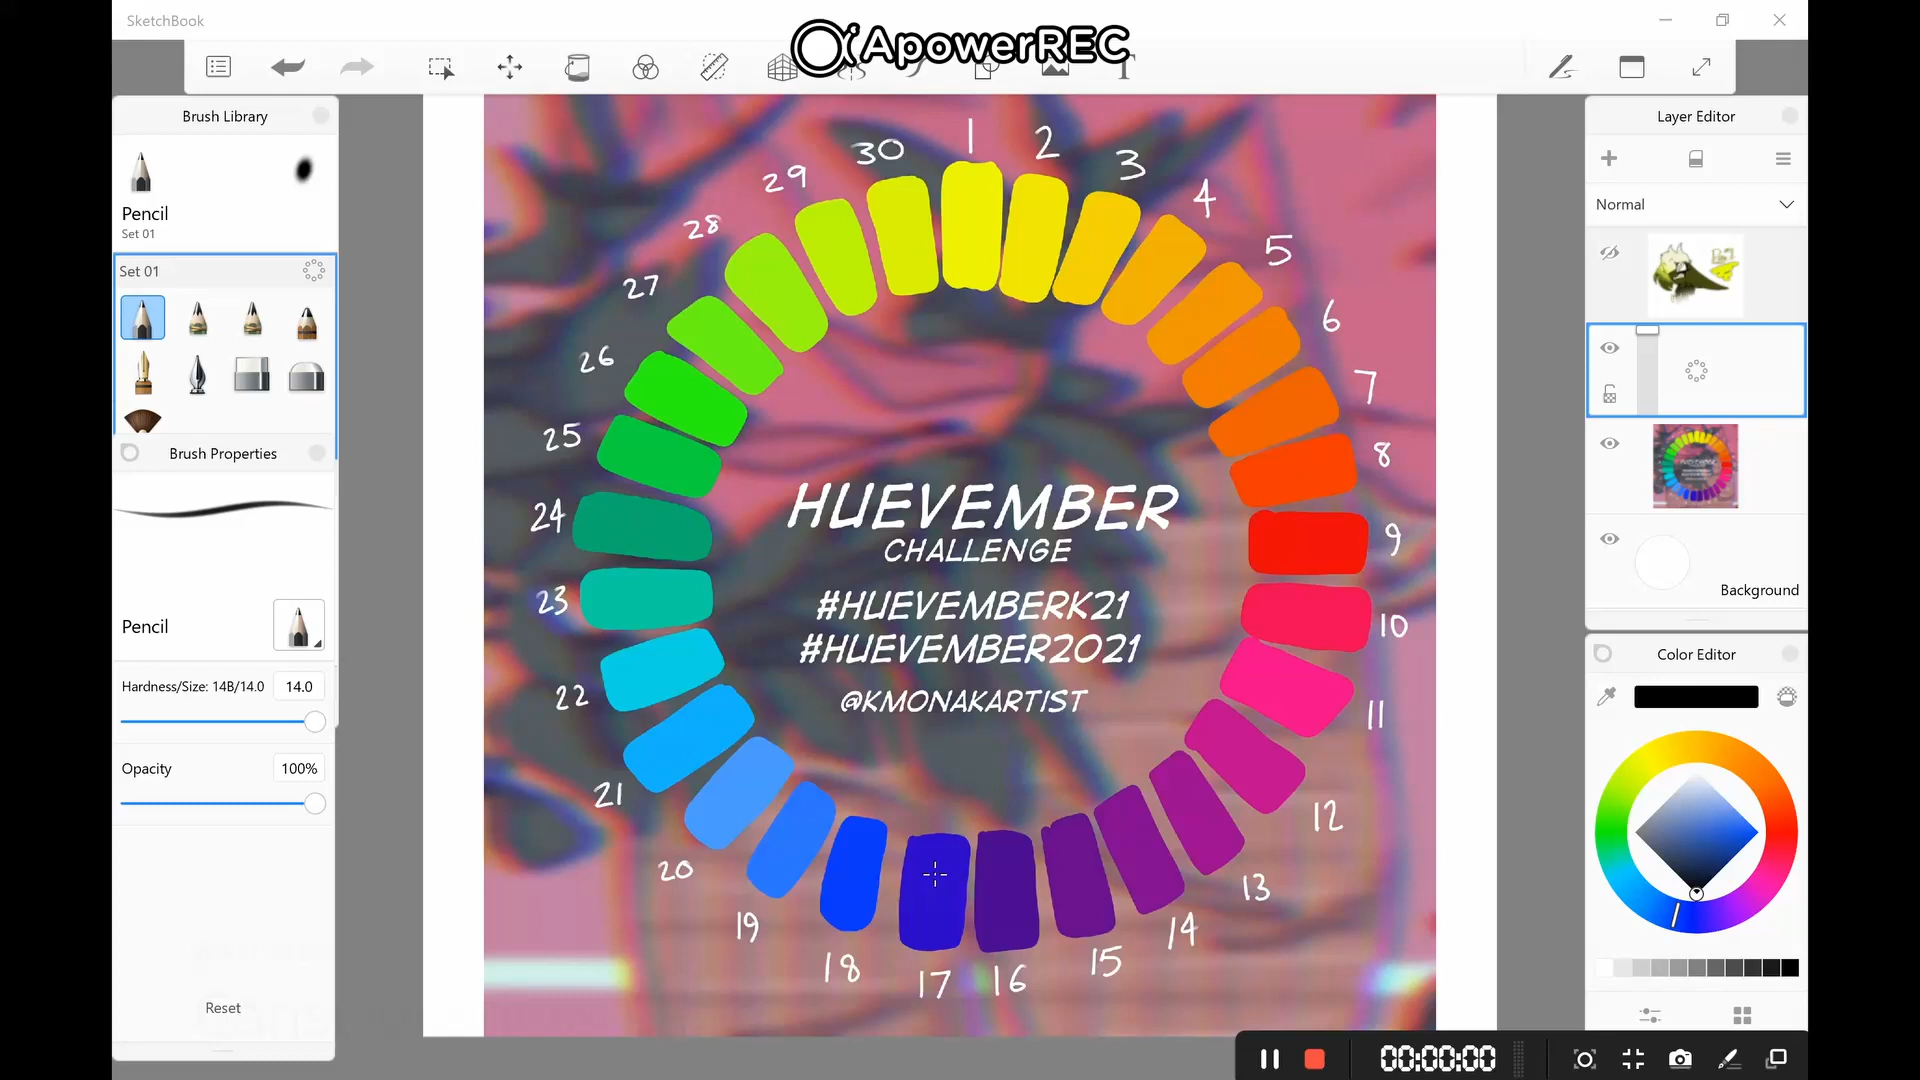 SketchBook
ApowerREC
Brush Library
Pencil
Set 01
Set 01
Brush Properties
Pencil
Hardness/Size: 14B/14.0
14.0
Opacity
100%
Reset
1
2
3
4
5
6
7
8
9
10
11
12
13
14
15
16
17
18
19
20
21
22
23
24
25
26
27
28
29
30
HUEVEMBER
CHALLENGE
#HUEVEMBERK21
#HUEVEMBER2021
@KMONAKARTIST
Layer Editor
Normal
Background
Color Editor
00:00:00